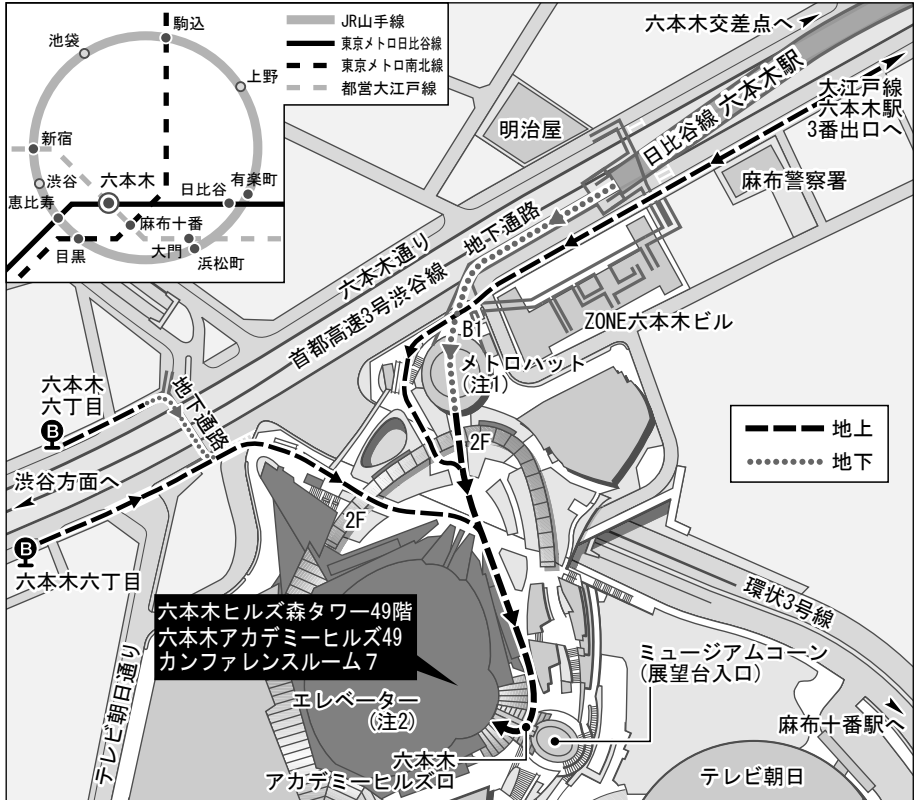 駒込
池袋
上野
新宿
渋谷
六本木
日比谷
有楽町
恵比寿
麻布十番
目黒
大門
浜松町
JR山手線
東京メトロ日比谷線
東京メトロ南北線
都営大江戸線
六本木交差点へ
日比谷線 六本木駅
大江戸線
六本木駅
3番出口へ
明治屋
麻布警察署
六本木通り
首都高速3号渋谷線
地下通路
ZONE六本木ビル
B1
メトロハット
(注1)
六本木
六丁目
B
地下通路
地上
地下
2F
渋谷方面へ
2F
B
六本木六丁目
環状3号線
六本木ヒルズ森タワー49階
六本木アカデミーヒルズ49
カンファレンスルーム7
ミュージアムコーン
(展望台入口)
エレベーター
(注2)
テレビ朝日通り
麻布十番駅へ
六本木
アカデミーヒルズ口
テレビ朝日